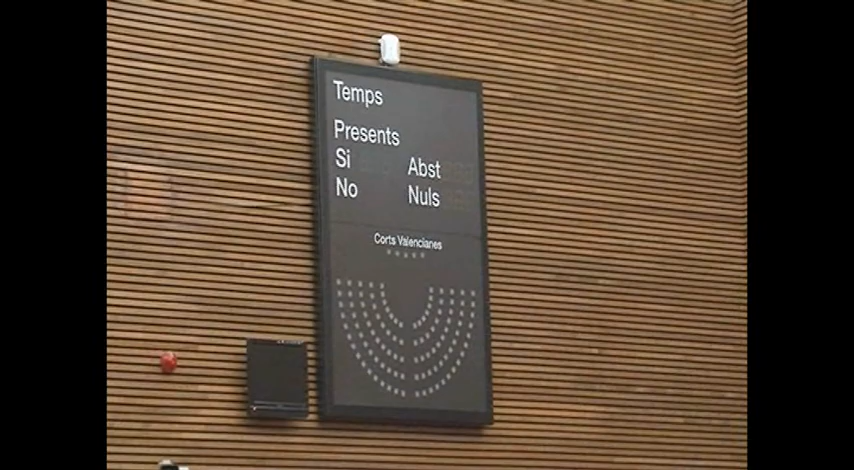 Temps
Presents
Si Abst
No Nuls
Corts Valencianes